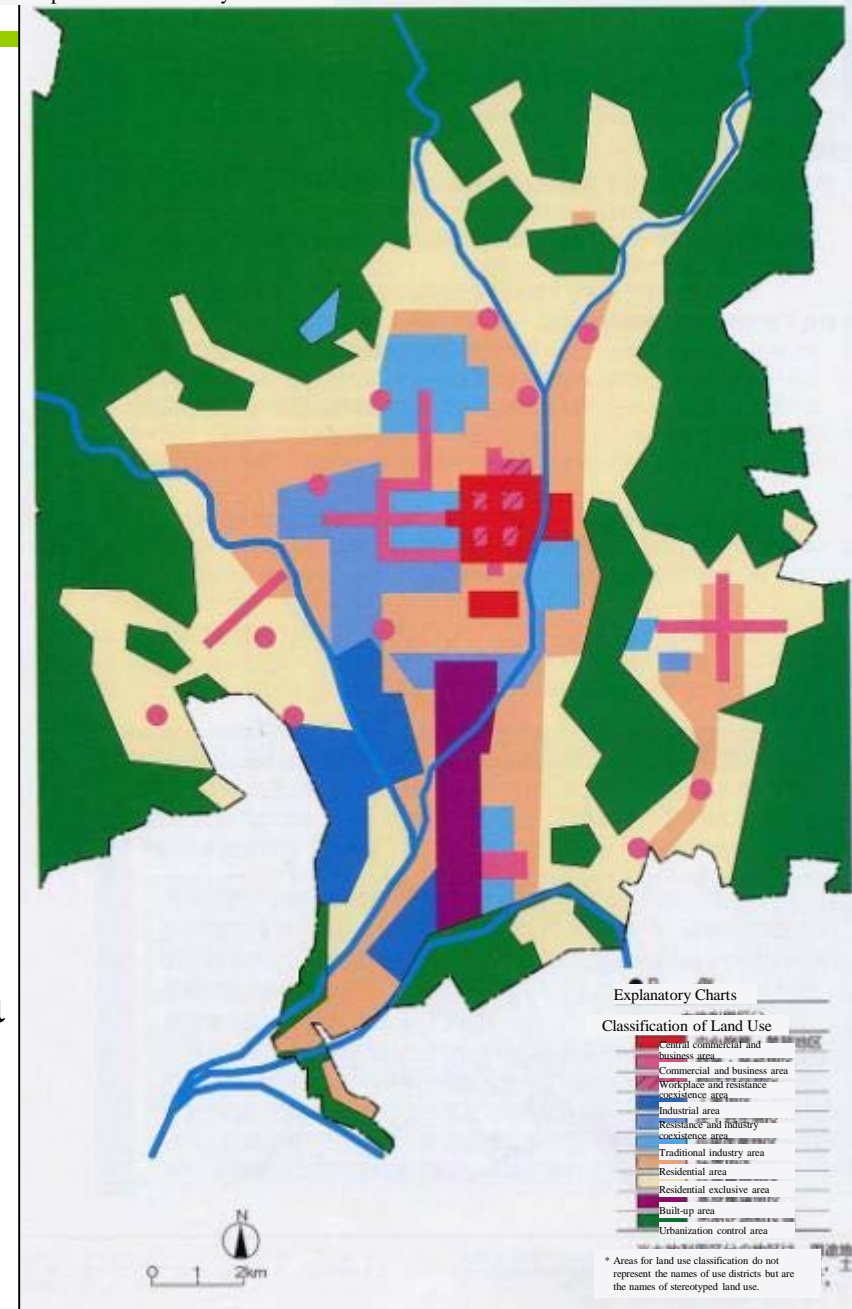 N
0 1 2km
Explanatory Charts
Classification of Land Use
Central commercial and
business area
Commercial and business area
Workplace and resistance
coexistence area
Industrial area
Resistance and industry
coexistence area
Traditional industry area
Residential area
Residential exclusive area
Built-up area
Urbanization control area
* Areas for land use classification do not
represent the names of use districts but are
the names of stereotyped land use.